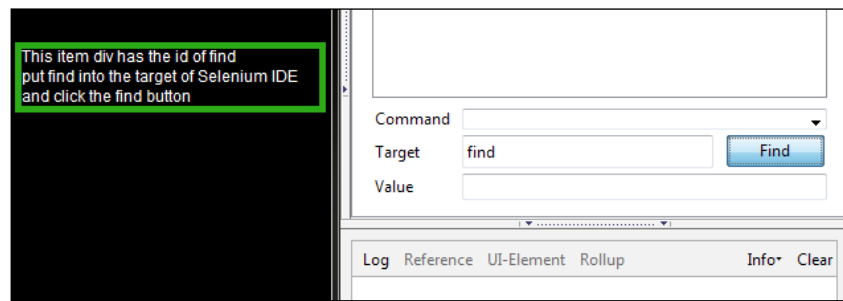 This item div has the id of find
put find into the target of Selenium IDE
and click the find button
Command
Target find Find
Value
Log Reference UI-Element Rollup Info Clear